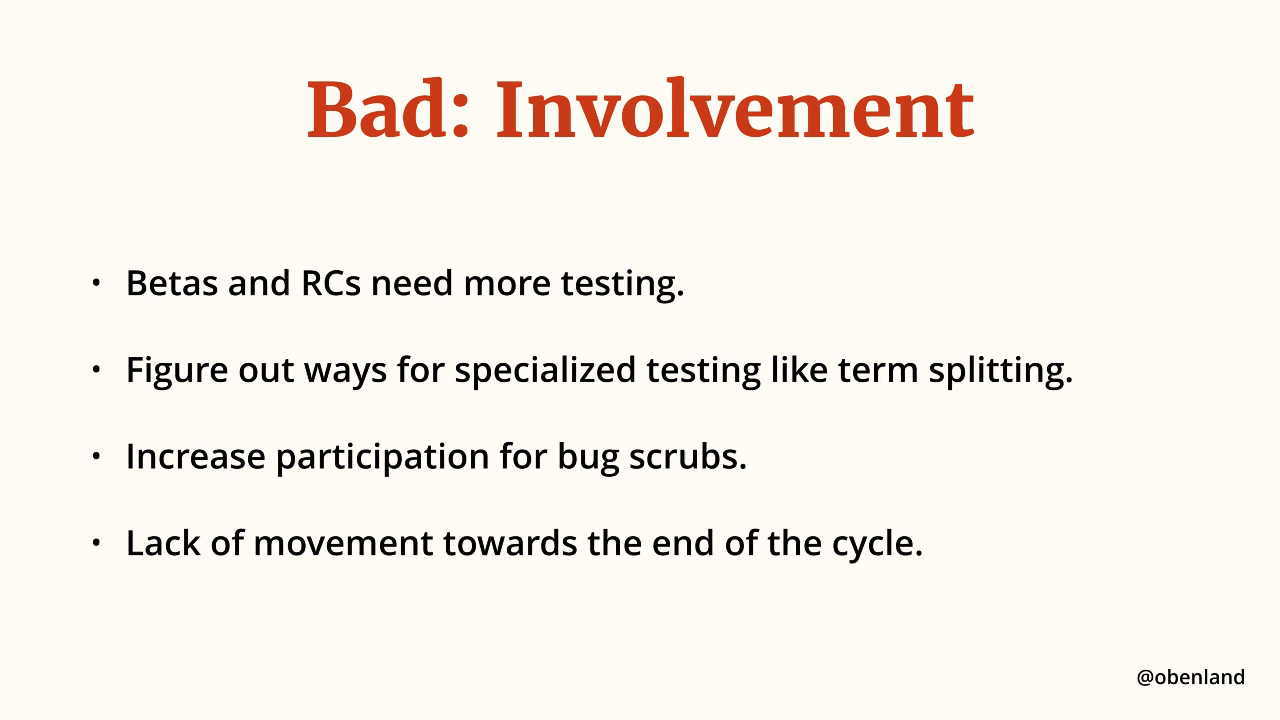 Bad: Involvement
• Betas and RCs need more testing.
• Figure out ways for specialized testing like term splitting.
• Increase participation for bug scrubs.
• Lack of movement towards the end of the cycle.
@obenland